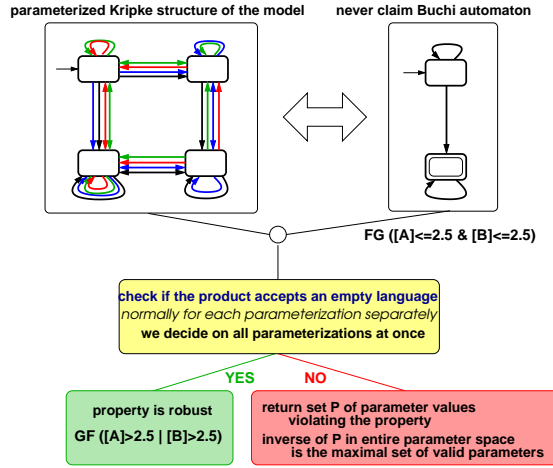 parameterized Kripke structure of the model
never claim Buchi automaton
FG ([A]<=2.5 & [B]<=2.5)
check if the product accepts an empty language
normally for each parameterization separately
we decide on all parameterizations at once
YES
NO
property is robust
GF ([A]>2.5 | [B]>2.5)
return set P of parameter values
violating the property
inverse of P in entire parameter space
is the maximal set of valid parameters